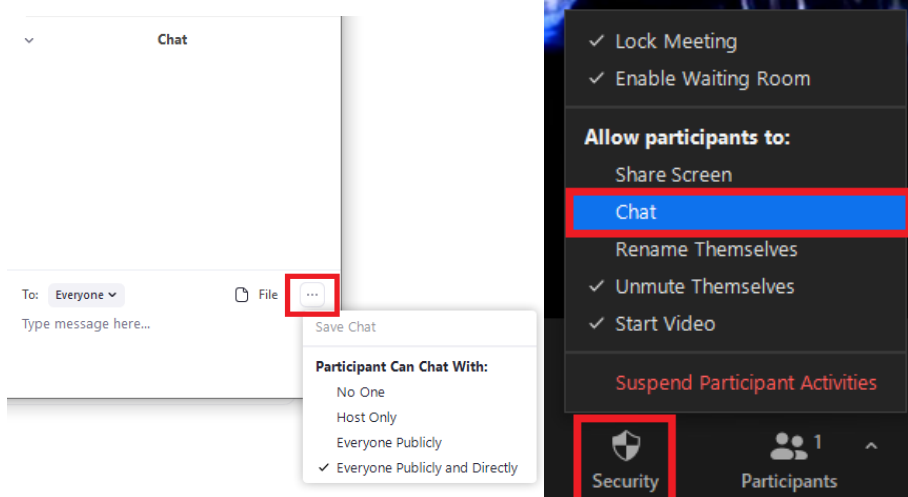 Chat
To: Everyone File ...
Type message here...
Save Chat
Participant Can Chat With:
No One
Host Only
Everyone Publicly
Everyone Publicly and Directly
Lock Meeting
Enable Waiting Room
Allow participants to:
Share Screen
Chat
Rename Themselves
Unmute Themselves
Start Video
Suspend Participant Activities
Security
1
Participants